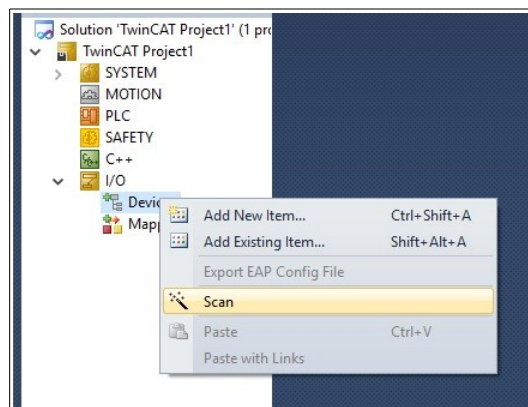 Solution 'TwinCAT Project1' (1 pro
TwinCAT Project1
SYSTEM
MOTION
PLC
SAFETY
C++
I/O
Devic
Mapp
Add New Item... Ctrl+Shift+A
Add Existing Item... Shift+Alt+A
Export EAP Config File
Scan
Paste Ctrl+V
Paste with Links